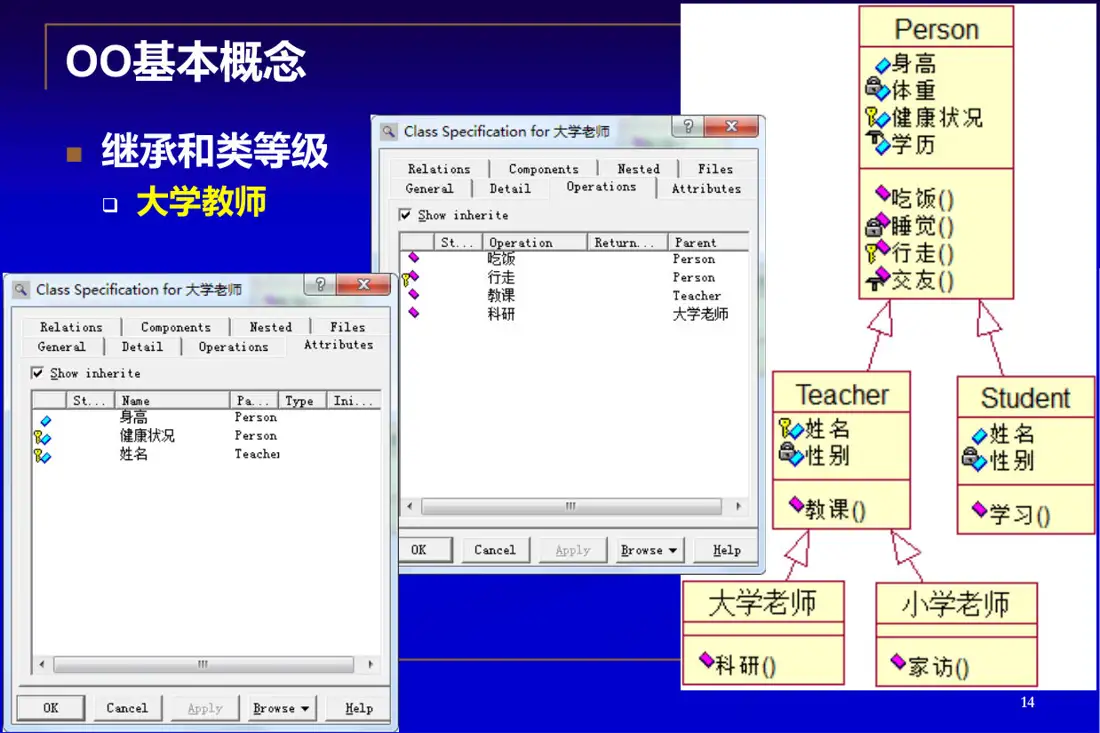 OO基本概念
继承和类等级
大学教师
Class Specification for 大学老师
Relations Components Nested Files
General Detail Operations Attributes
Show inherite
St... Operation Return... Parent
吃饭 Person
行走 Person
教课 Teacher
科研 大学老师
OK Cancel Apply Browse Help
Class Specification for 大学老师
Relations Components Nested Files
General Detail Operations Attributes
Show inherite
St... Name Pa... Type Ini...
身高 Person
健康状况 Person
姓名 Teacher
OK Cancel Apply Browse Help
Person
身高
体重
健康状况
学历
吃饭()
睡觉()
行走()
交友()
Teacher
姓名
性别
教课()
Student
姓名
性别
学习()
大学老师
科研()
小学老师
家访()
14